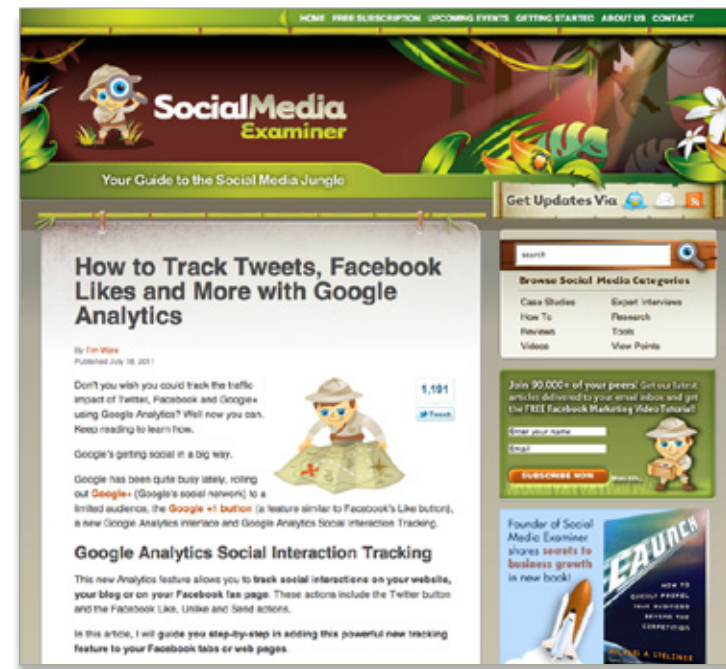 HOME FREE SUBSCRIPTION UPCOMING EVENTS GETTING STARTED ABOUT US CONTACT
SocialMedia
Examiner
Your Guide to the Social Media Jungle
Get Updates Via
search
Browse Social Media Categories
Case Studies Expert Interviews
How To Research
Reviews Tools
Videos View Points
How to Track Tweets, Facebook
Likes and More with Google
Analytics
By Tim Ware
Published July 18, 2011
1,191
Tweet
Don't you wish you could track the traffic
impact of Twitter, Facebook and Google+
using Google Analytics? Well now you can.
Keep reading to learn how.
Google's getting social in a big way.
Google has been quite busy lately, rolling
out Google+ (Google's social network) to a
limited audience, the Google +1 button (a feature similar to Facebook's Like button),
a new Google Analytics interface and Google Analytics Social Interaction Tracking.
Google Analytics Social Interaction Tracking
This new Analytics feature allows you to track social interactions on your website,
your blog or on your Facebook fan page. These actions include the Twitter button
and the Facebook Like, Unlike and Send actions.
In this article, I will guide you step-by-step in adding this powerful new tracking
feature to your Facebook tabs or web pages.
Join 90,000+ of your peers! Get our latest
articles delivered to your email inbox and get
the FREE Facebook Marketing Video Tutorial!
Enter your name
Email
SUBSCRIBE NOW
Founder of Social
Media Examiner
shares secrets to
business growth
in new book!
LAUNCH
HOW TO
QUICKLY PROPEL
YOUR BUSINESS
BEYOND THE
COMPETITION
MICHAEL A STELZNER